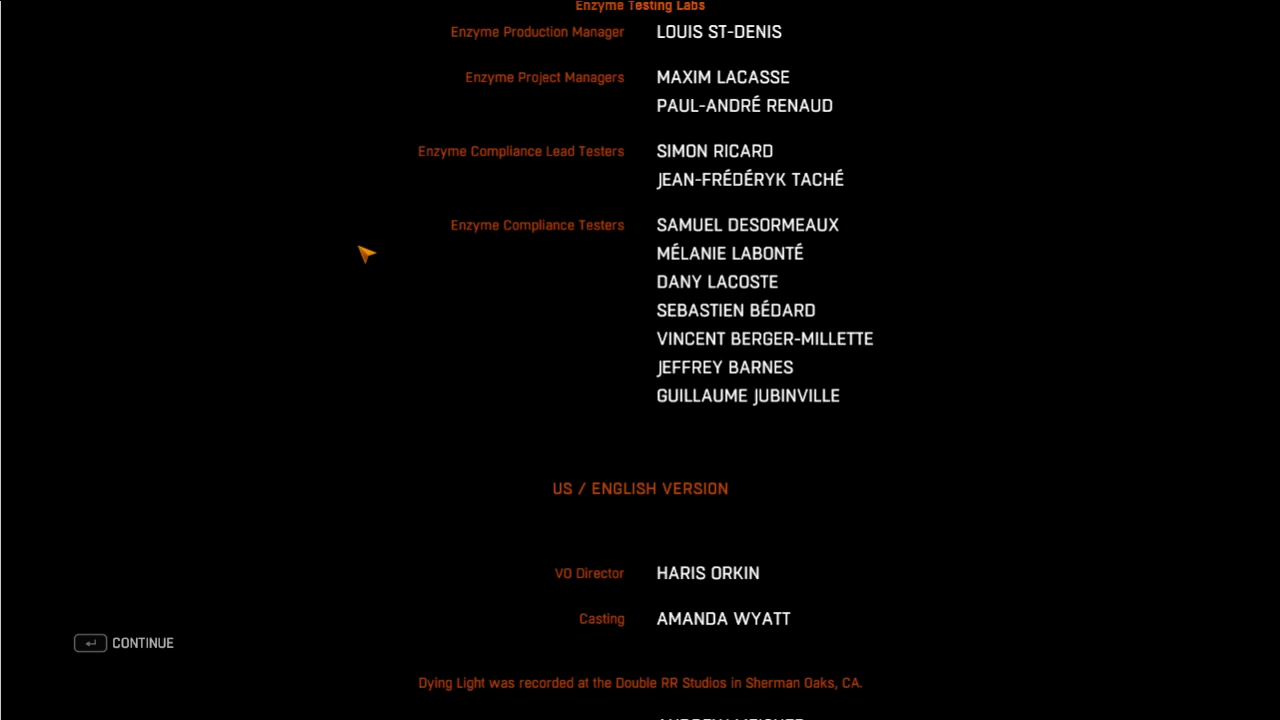 Enzyme Testing Labs
Enzyme Production Manager LOUIS ST-DENIS
Enzyme Project Managers MAXIM LACASSE
PAUL-ANDRÉ RENAUD
Enzyme Compliance Lead Testers SIMON RICARD
JEAN-FRÉDÉRYK TACHÉ
Enzyme Compliance Testers SAMUEL DESORMEAUX
MÉLANIE LABONTÉ
DANY LACOSTE
SEBASTIEN BÉDARD
VINCENT BERGER-MILLETTE
JEFFREY BARNES
GUILLAUME JUBINVILLE
US / ENGLISH VERSION
VO Director HARIS ORKIN
Casting AMANDA WYATT
CONTINUE
Dying Light was recorded at the Double RR Studios in Sherman Oaks, CA.